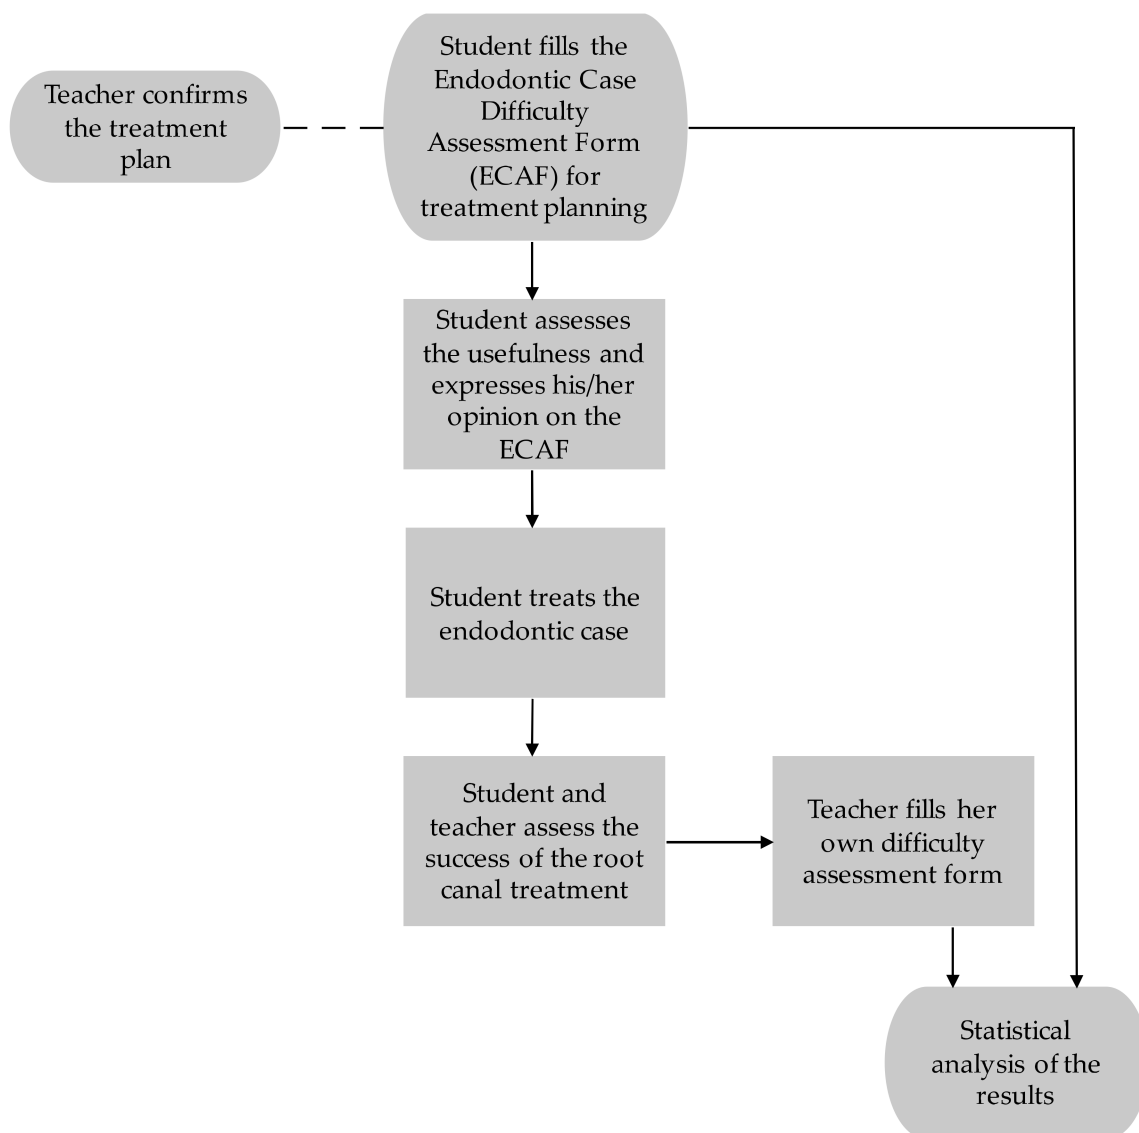 Teacher confirms
the treatment
plan
Student fills the
Endodontic Case
Difficulty
Assessment Form
(ECAF) for
treatment planning
Student assesses
the usefulness and
expresses his/her
opinion on the
ECAF
Student treats the
endodontic case
Student and
teacher assess the
success of the root
canal treatment
Teacher fills her
own difficulty
assessment form
Statistical
analysis of the
results